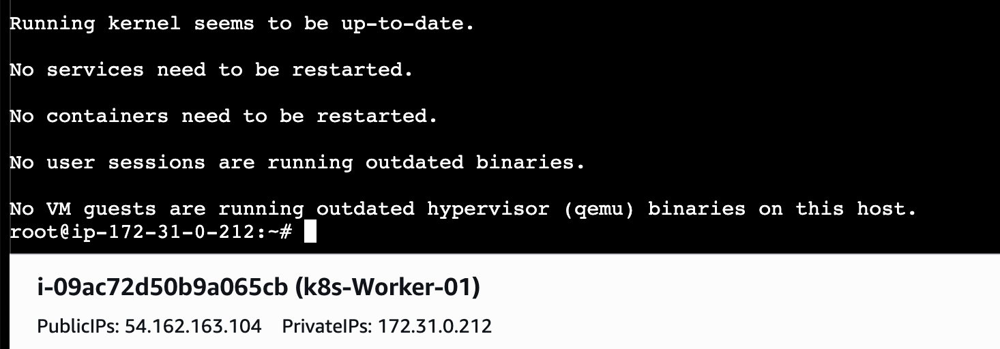 Running kernel seems to be up-to-date.
No services need to be restarted.
No containers need to be restarted.
No user sessions are running outdated binaries.
No VM guests are running outdated hypervisor (qemu) binaries on this host.
root@ip-172-31-0-212:~#
i-09ac72d50b9a065cb (k8s-Worker-01)
PublicIPs: 54.162.163.104 PrivateIPs: 172.31.0.212